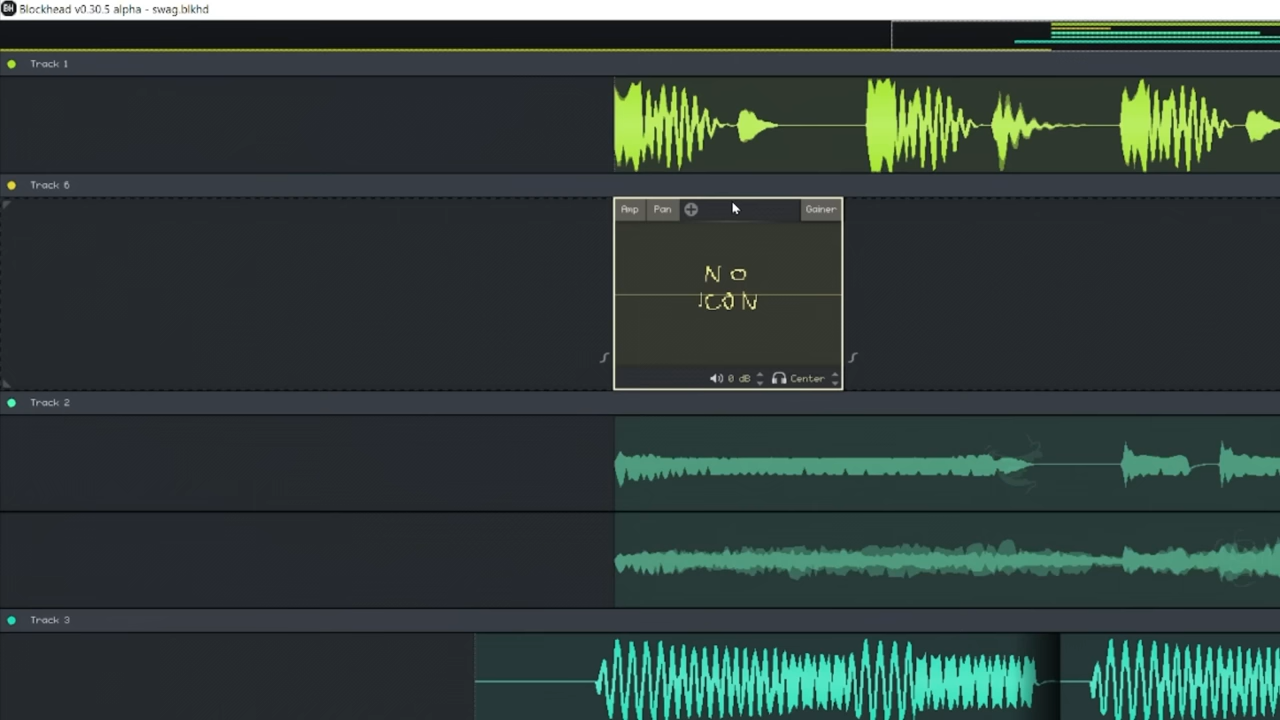 BH Blockhead v0.30.5 alpha - swag.blkhd
Track 1
Track 6
Amp Pan Gainer
No
ICON
0 dB Center
Track 2
Track 3